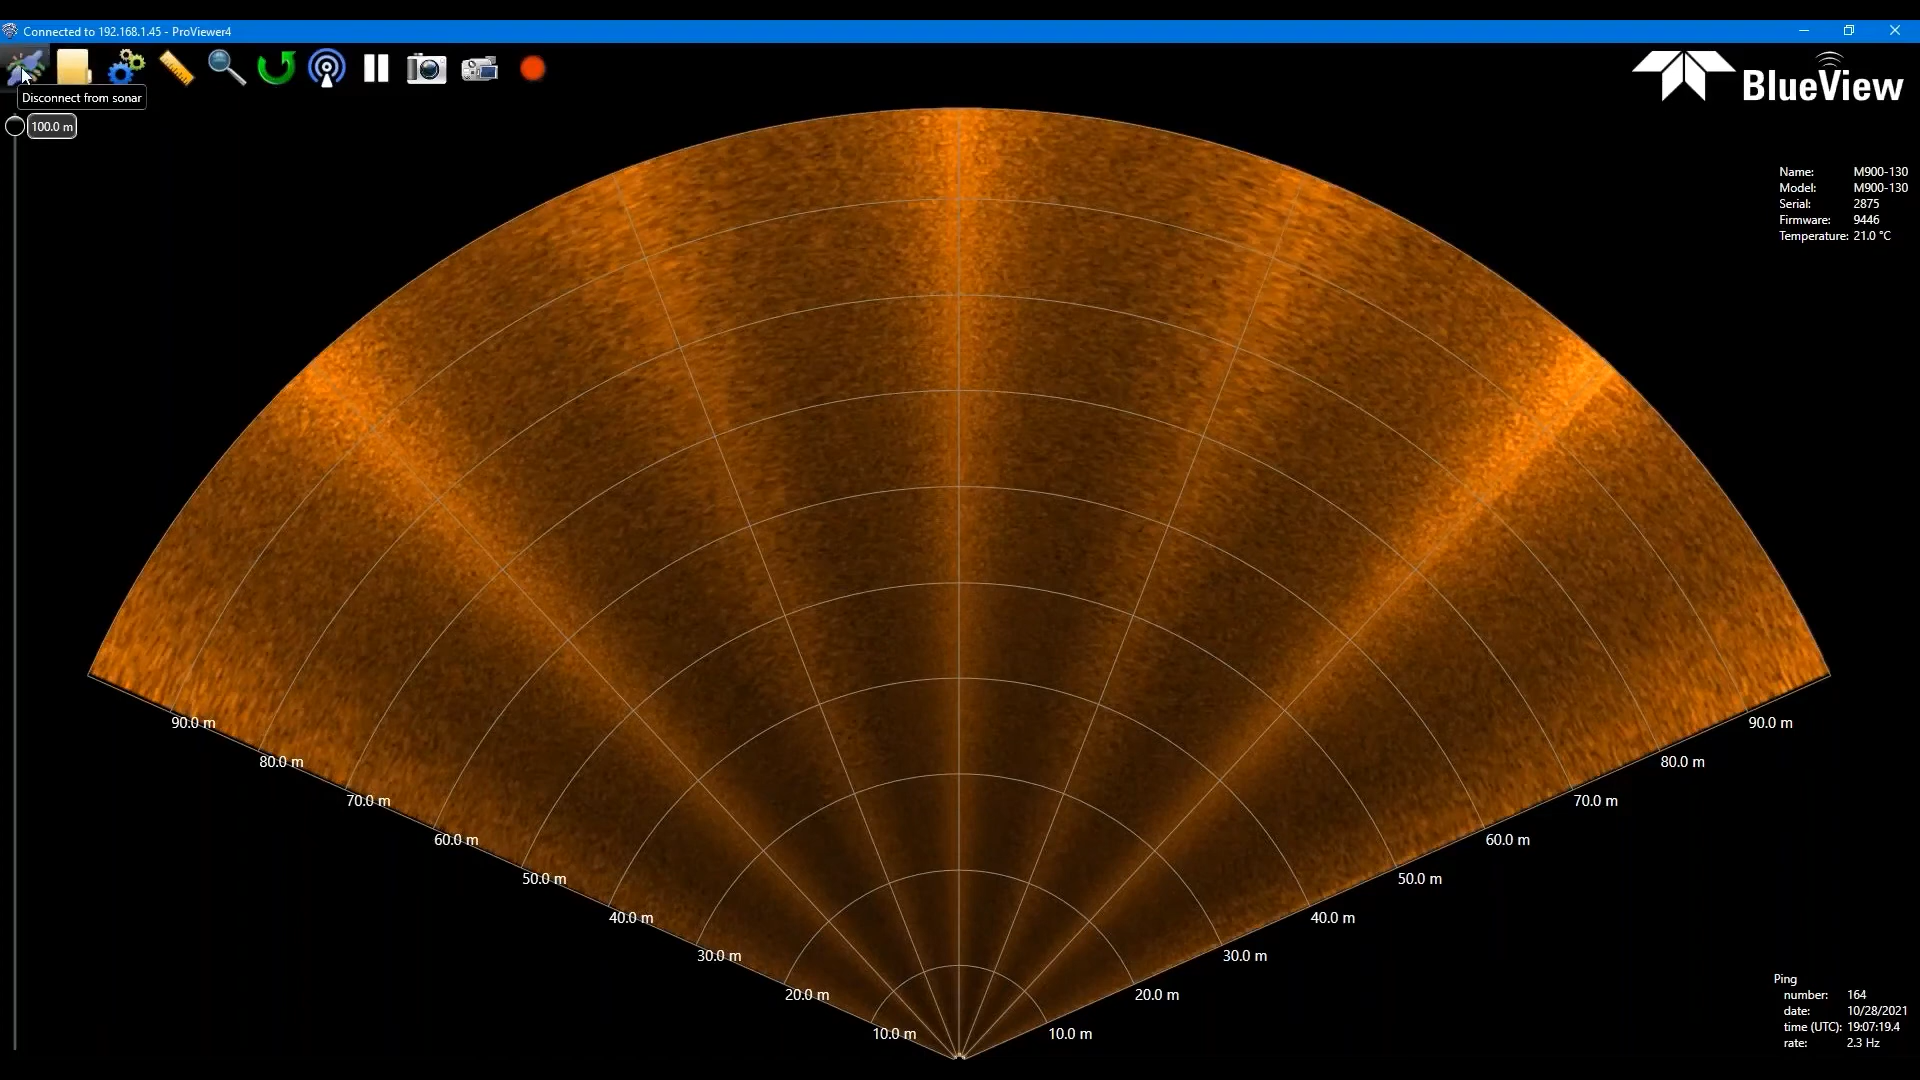 Connected to 192.168.1.45 - ProViewer4
Disconnect from sonar
100.0 m
BlueView
Name: M900-130
Model: M900-130
Serial: 2875
Firmware: 9446
Temperature: 21.0 °C
90.0 m 90.0 m
80.0 m 80.0 m
70.0 m 70.0 m
60.0 m 60.0 m
50.0 m 50.0 m
40.0 m 40.0 m
30.0 m 30.0 m
20.0 m 20.0 m
10.0 m 10.0 m
Ping
number: 164
date: 10/28/2021
time (UTC): 19:07:19.4
rate: 2.3 Hz